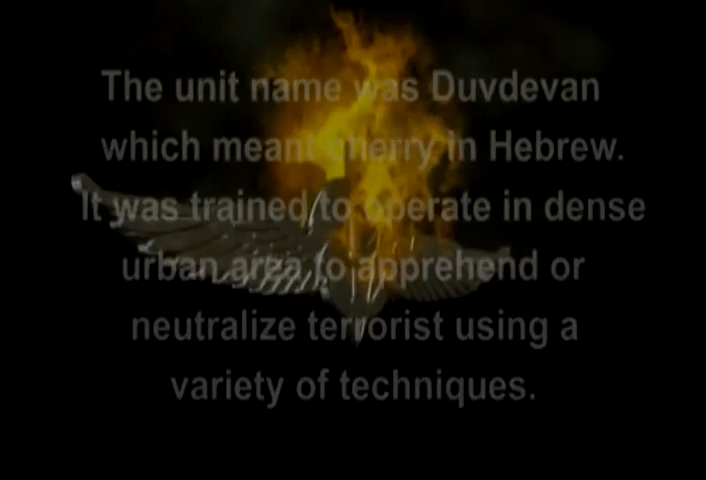 The unit name was Duvdevan
which meant cherry in Hebrew.
It was trained to operate in dense
urban area to apprehend or
neutralize terrorist using a
variety of techniques.